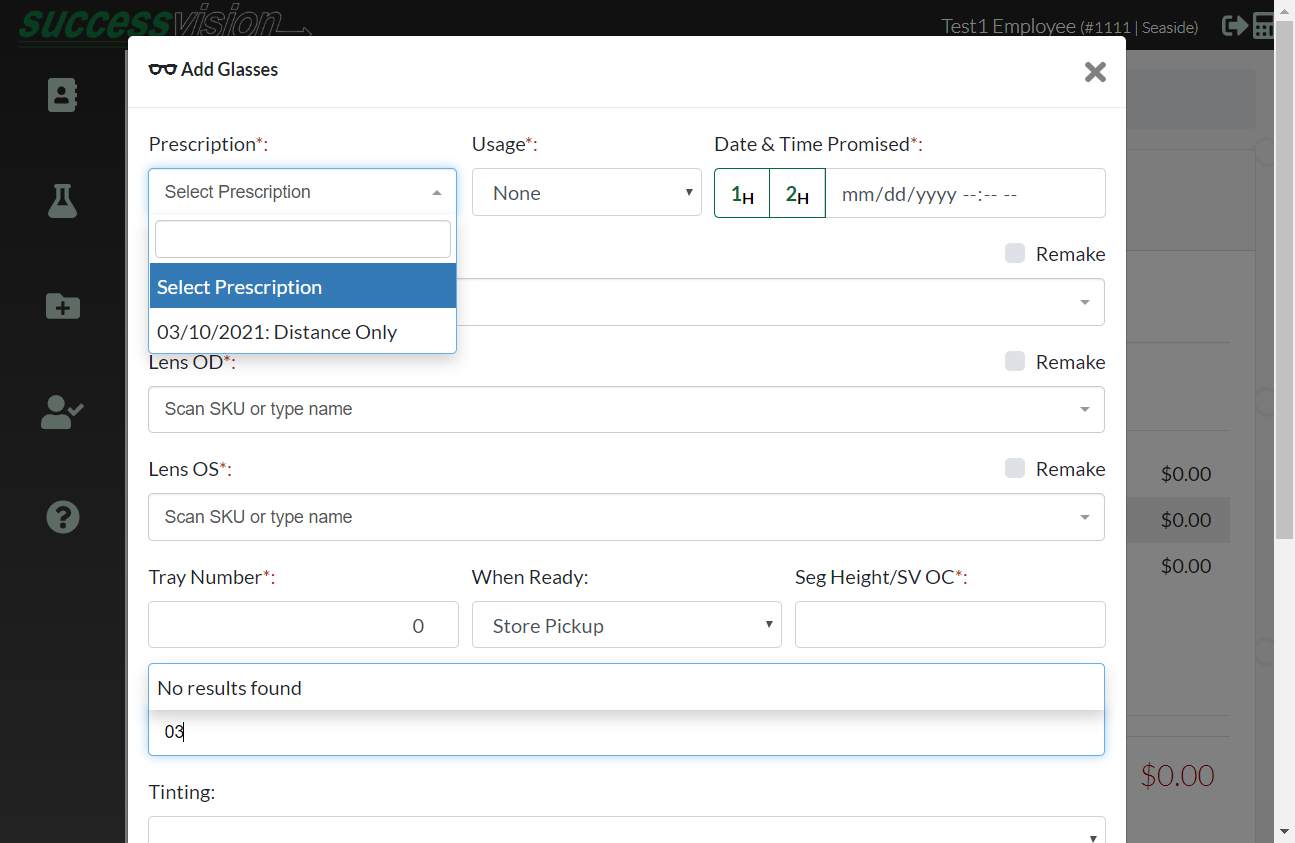 successvision
Test1 Employee (#1111 | Seaside)
Add Glasses
Prescription*: Usage*: Date & Time Promised*:
Select Prescription None 1H 2H mm/dd/yyyy --:-- --
Remake
Select Prescription
03/10/2021: Distance Only
Lens OD*: Remake
Scan SKU or type name
Lens OS*: Remake
$0.00
Scan SKU or type name $0.00
$0.00
Tray Number*: When Ready: Seg Height/SV OC*:
0 Store Pickup
No results found
03
$0.00
Tinting: